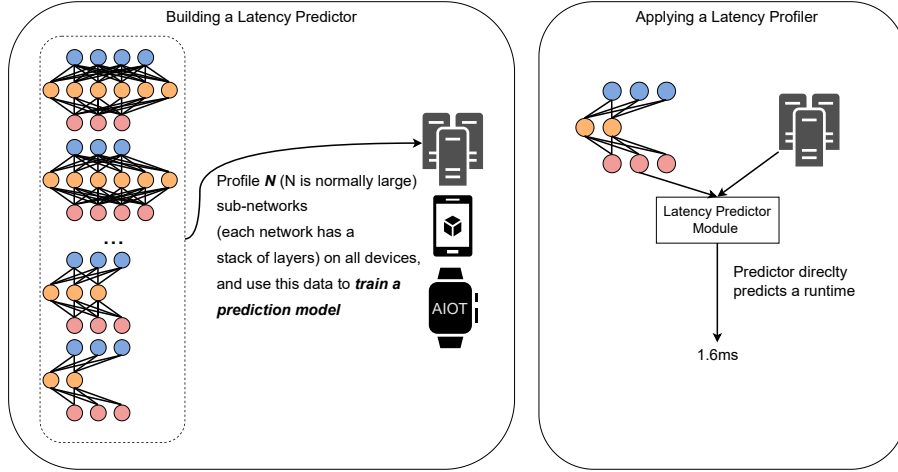 Building a Latency Predictor
...
Profile N (N is normally large)
sub-networks
(each network has a
stack of layers) on all devices,
and use this data to train a
prediction model
AIOT
Applying a Latency Profiler
Latency Predictor
Module
Predictor direclty
predicts a runtime
1.6ms